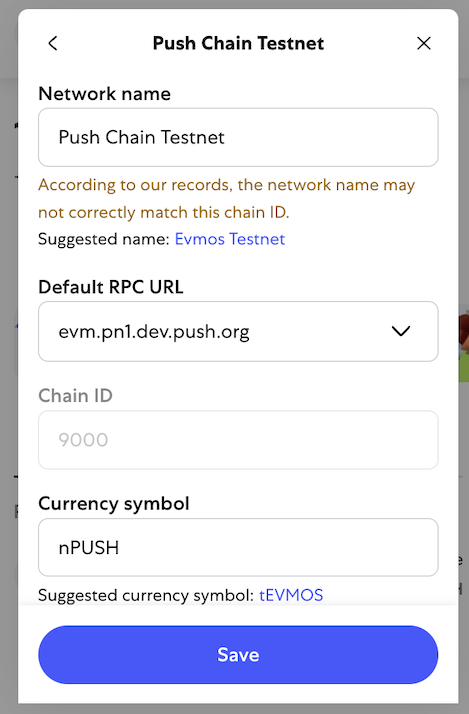 Push Chain Testnet
Network name
Push Chain Testnet
According to our records, the network name may
not correctly match this chain ID.
Suggested name: Evmos Testnet
Default RPC URL
evm.pn1.dev.push.org
Chain ID
9000
Currency symbol
nPUSH
Suggested currency symbol: tEVMOS
Save